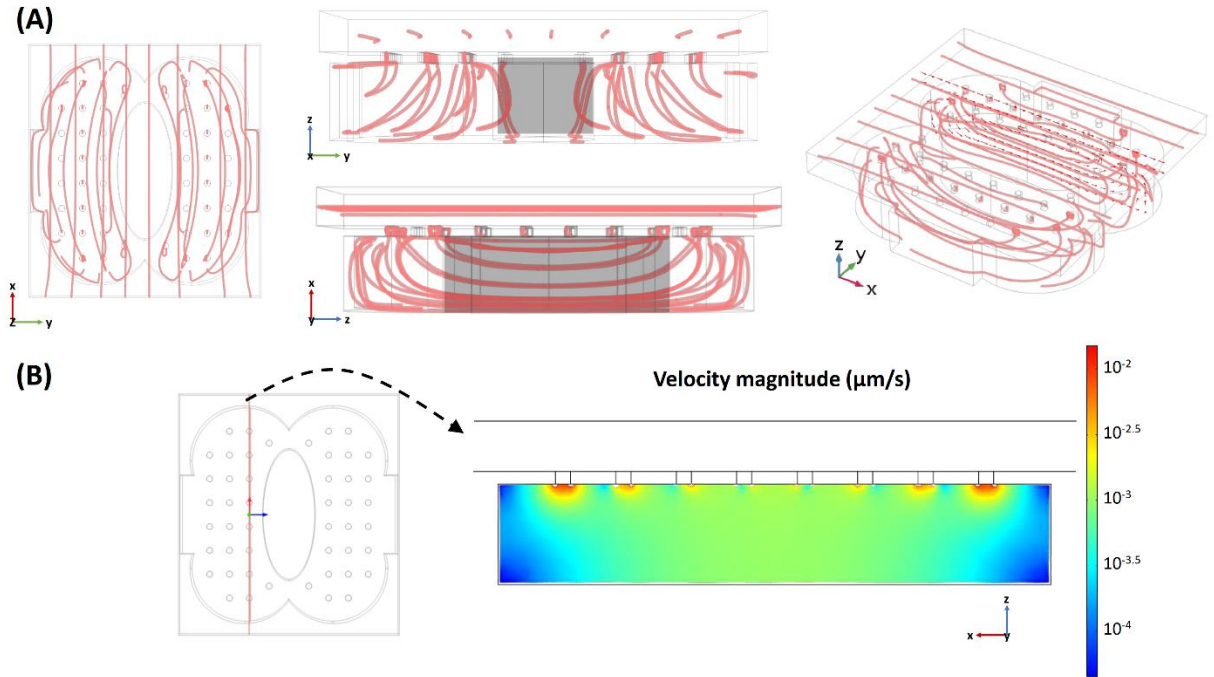 (A)
z
x
y
x
z
y
x
y
z
z
y
x
(B)
Velocity magnitude (μm/s)
10-2
10-2.5
10-3
10-3.5
10-4
z
x
y